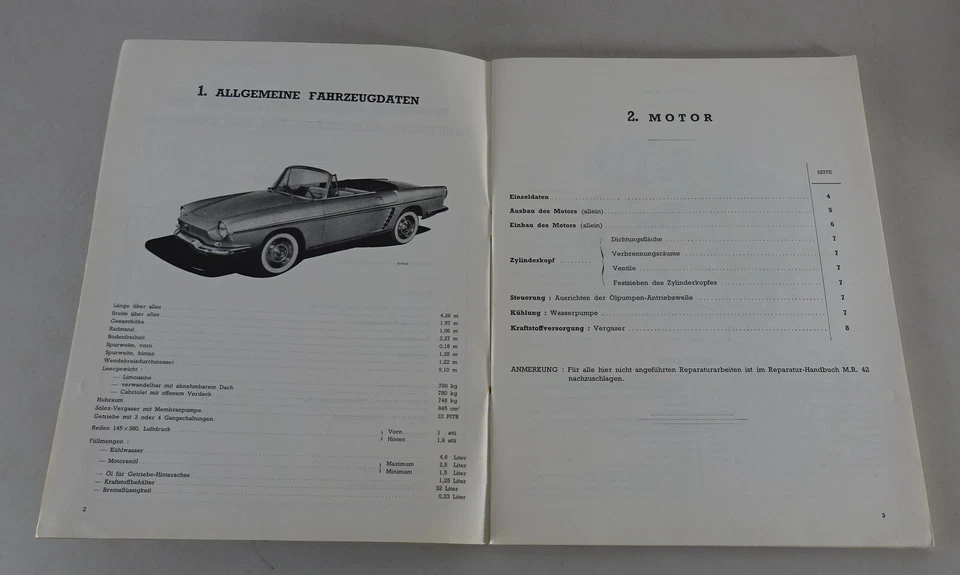 1. ALLGEMEINE FAHRZEUGDATEN
Länge über alles 4,26 m
Breite über alles 1,57 m
Gesamthöhe
Radstand 2,27 m
Bodenfreiheit 0,16 m
Spurweite, vorn 1,25 m
Spurweite, hinten 1,22 m
Wendekreisdurchmesser 9,10 m
Leergewicht :
— Limousine 760 kg
— verwandelbar mit abnehmbarem Dach 780 kg
— Cabriolet mit offenem Verdeck 746 kg
Hubraum 845 cm³
Solex-Vergaser mit Membranpumpe 32
Getriebe mit 3 oder 4 Gangschaltungen.
Reifen 145 x 380. Luftdruck } Vorn 1 atü
Hinten atü
Füllmengen :
— Kühlwasser 4,6 Liter
— Motorenöl } Maximum 2,5 Liter
Minimum 1,5 Liter
— Öl für Getriebe-Hinterachse 1,25 Liter
— Kraftstoffbehälter 32 Liter
— Bremsflüssigkeit 0,25 Liter
2
2. MOTOR
SEITE
Einzeldaten 4
Ausbau des Motors (allein) 5
Einbau des Motors (allein) 6
Zylinderkopf { Dichtungsfläche 7
Verbrennungsräume 7
Ventile 7
Festziehen des Zylinderkopfes 7
Steuerung : Ausrichten der Ölpumpen-Antriebswelle 7
Kühlung : Wasserpumpe 7
Kraftstoffversorgung : Vergaser 8
ANMERKUNG : Für alle hier nicht angeführten Reparaturarbeiten ist im Reparatur-Handbuch M.R. 42
nachzuschlagen.
3